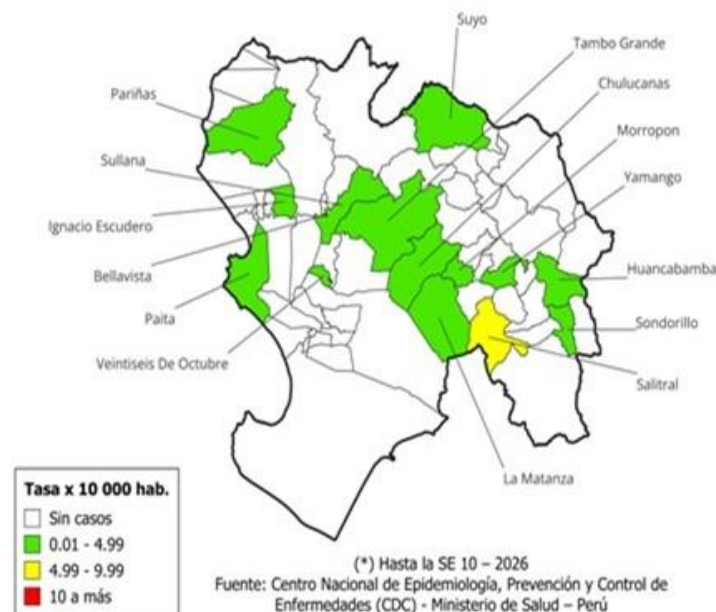 Suyo
Tambo Grande
Chulucanas
Pariñas
Morropon
Sullana
Yamango
Ignacio Escudero
Huancabamba
Bellavista
Paita
Sondorillo
Veintiseis De Octubre
Salitral
La Matanza
Tasa x 10 000 hab.
Sin casos
0.01 - 4.99
4.99 - 9.99
10 a más
(*) Hasta la SE 10 – 2026
Fuente: Centro Nacional de Epidemiología, Prevención y Control de
Enfermedades (CDC) - Ministerio de Salud – Perú